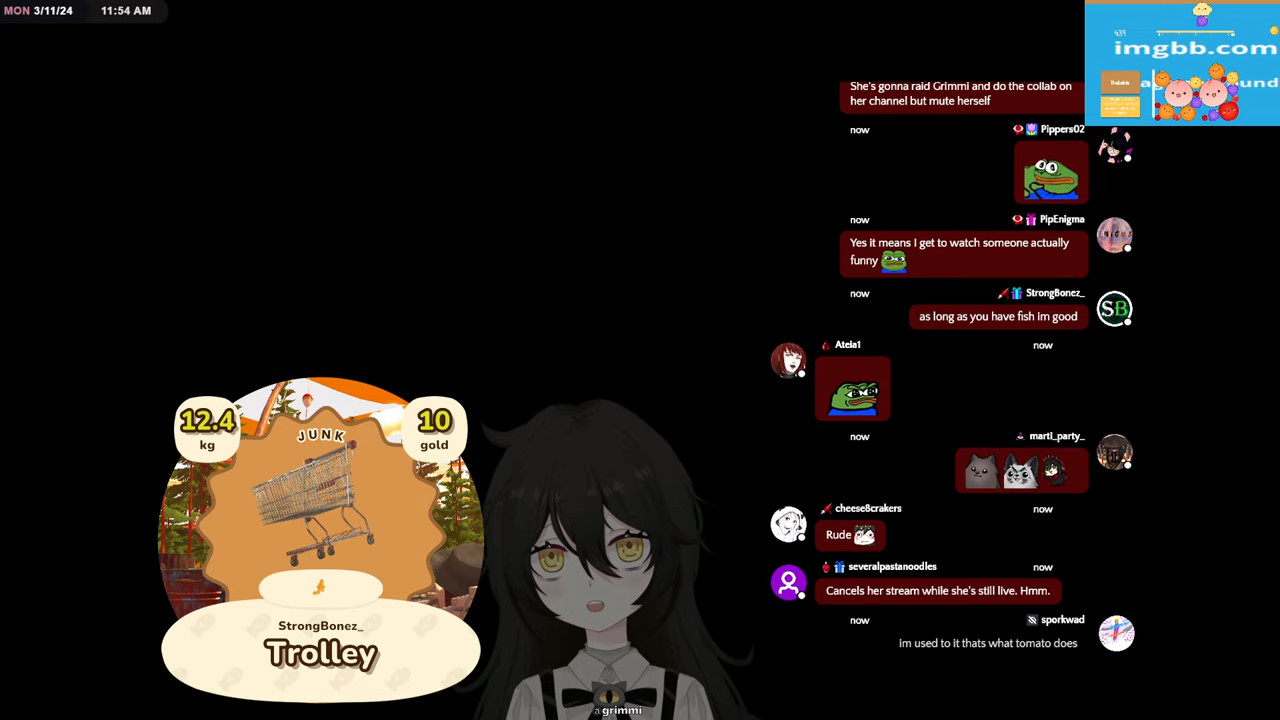 MON 3/11/24 11:54 AM
439
imgbb.com
She's gonna raid Grimmi and do the collab on
her channel but mute herself
now Pippers02
now PipEnigma
Yes it means I get to watch someone actually
funny
now StrongBonez_
as long as you have fish im good
Ateia1 now
now marti_party_
cheese8crakers now
Rude
severalpastanoodles now
Cancels her stream while she's still live. Hmm.
now sporkwad
im used to it thats what tomato does
12.4
kg
JUNK
10
gold
StrongBonez_
Trolley
grimmi
SB